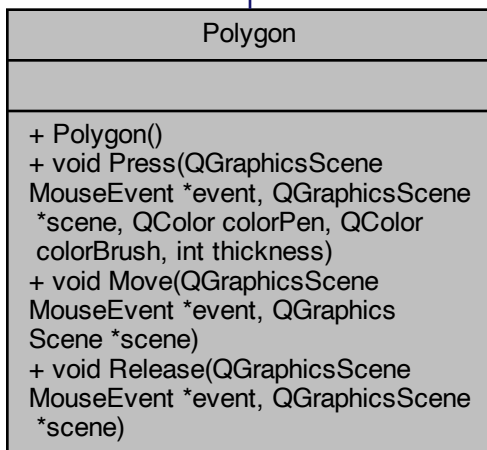 Polygon
+ Polygon()
+ void Press(QGraphicsScene
MouseEvent *event, QGraphicsScene
*scene, QColor colorPen, QColor
colorBrush, int thickness)
+ void Move(QGraphicsScene
MouseEvent *event, QGraphics
Scene *scene)
+ void Release(QGraphicsScene
MouseEvent *event, QGraphicsScene
*scene)